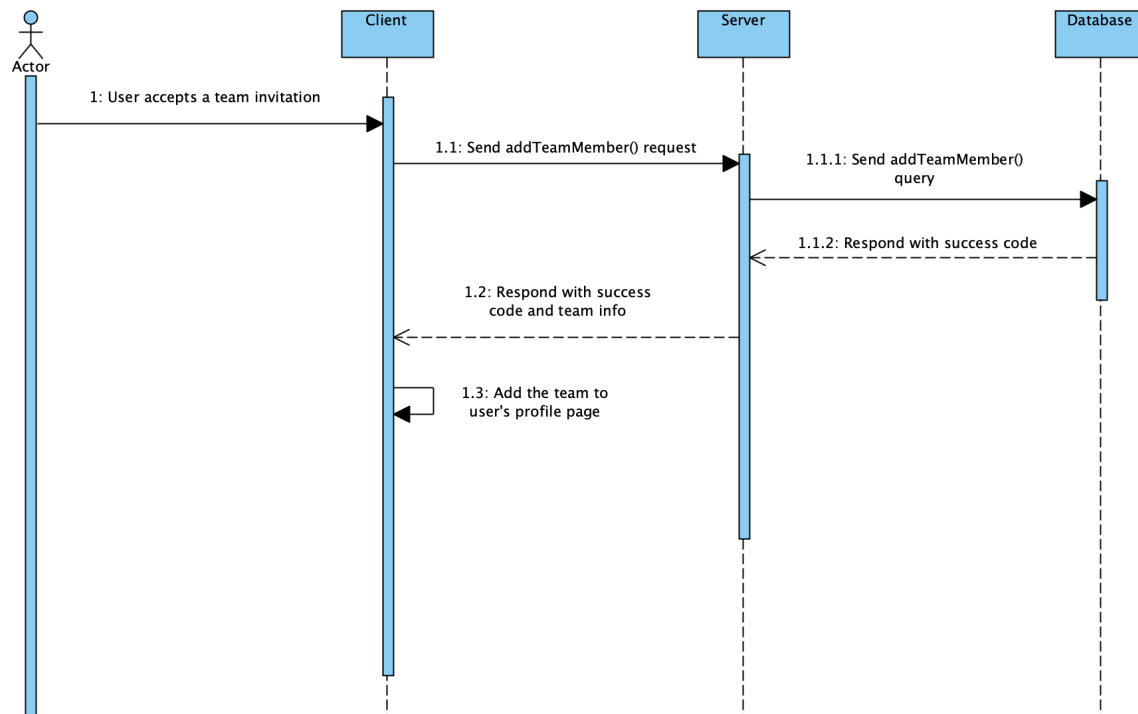 Client
Server
Database
Actor
1: User accepts a team invitation
1.1: Send addTeamMember() request
1.1.1: Send addTeamMember()
query
1.1.2: Respond with success code
1.2: Respond with success
code and team info
1.3: Add the team to
user's profile page